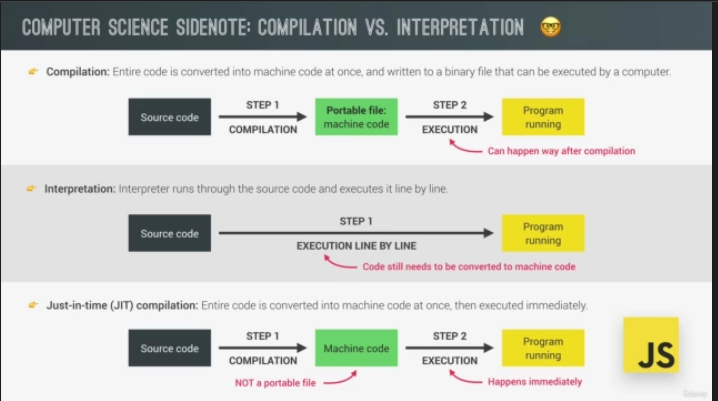 COMPUTER SCIENCE SIDENOTE: COMPILATION VS. INTERPRETATION 🤓
👉 Compilation: Entire code is converted into machine code at once, and written to a binary file that can be executed by a computer.
Source code
STEP 1
COMPILATION
Portable file:
machine code
STEP 2
EXECUTION
Program
running
Can happen way after compilation
👉 Interpretation: Interpreter runs through the source code and executes it line by line.
Source code
STEP 1
EXECUTION LINE BY LINE
Program
running
Code still needs to be converted to machine code
👉 Just-in-time (JIT) compilation: Entire code is converted into machine code at once, then executed immediately.
Source code
STEP 1
COMPILATION
Machine code
STEP 2
EXECUTION
Program
running
NOT a portable file
Happens immediately
JS
Udemy